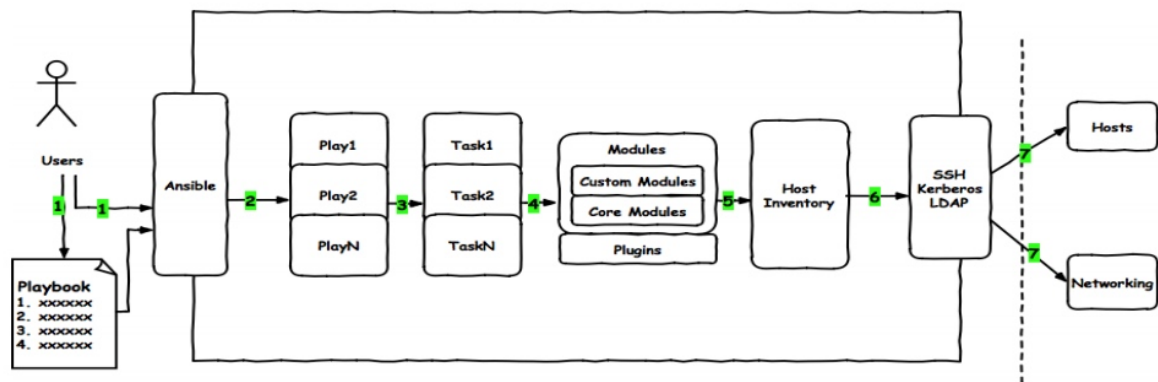 Users
1
1
Playbook
1. xxxxxx
2. xxxxxx
3. xxxxxx
4. xxxxxx
Ansible
2
Play1
Play2
PlayN
3
Task1
Task2
TaskN
4
Modules
Custom Modules
Core Modules
Plugins
5
Host
Inventory
6
SSH
Kerberos
LDAP
7
7
Hosts
Networking